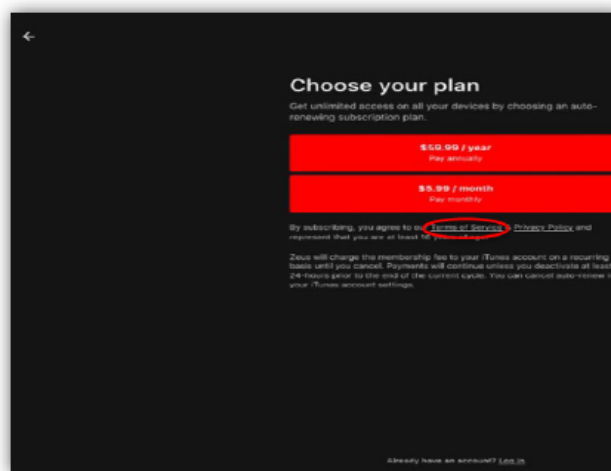 Choose your plan
Get unlimited access on all your devices by choosing an auto-
renewing subscription plan.
$59.99 / year
Pay annually
$5.99 / month
Pay monthly
By subscribing, you agree to our Terms of Service & Privacy Policy and
represent that you are at least 16 years of age.
Zeus will charge the membership fee to your iTunes account on a recurring
basis until you cancel. Payments will continue unless you deactivate at least
24-hours prior to the end of the current cycle. You can cancel auto-renew
your iTunes account settings.
Already have an account? Log in